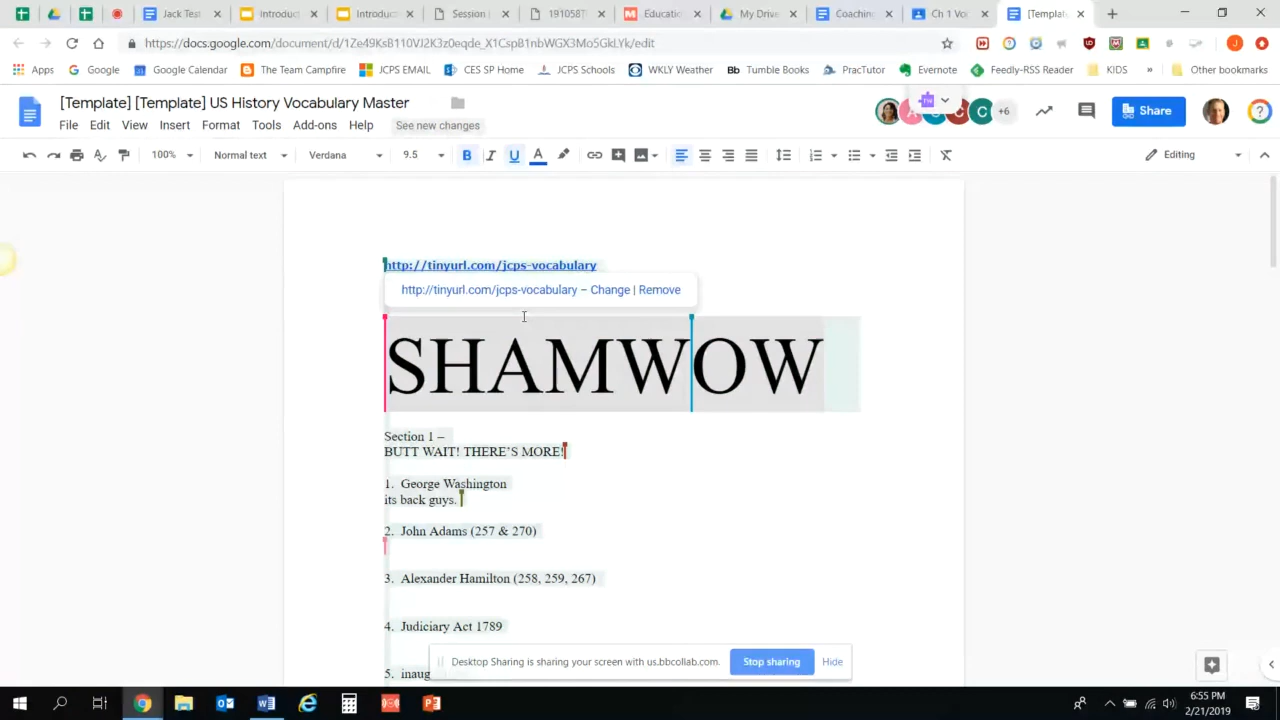 Jack Test
Introduct
Introduct
Session
1910587
Education
My Drive
Coaching
Ch 1 Voc
[Templat
https://docs.google.com/document/d/1Ze49KsB110VJ2K3z0eqde_X1CspB1nbWGX3Mo5GkLYk/edit
Apps
Google
Google Calendar
The Team Campfire
JCPS EMAIL
CES SP Home
JCPS Schools
WKLY Weather
Bb Tumble Books
PracTutor
Evernote
Feedly-RSS Reader
KIDS
»
Other bookmarks
[Template] [Template] US History Vocabulary Master
File Edit View Insert Format Tools Add-ons Help See new changes
+6
Share
100% Normal text Verdana 9.5 B I U A Editing
http://tinyurl.com/jcps-vocabulary
http://tinyurl.com/jcps-vocabulary – Change | Remove
SHAMWOW
Section 1 –
BUTT WAIT! THERE'S MORE!
1. George Washington
its back guys.
2. John Adams (257 & 270)
3. Alexander Hamilton (258, 259, 267)
4. Judiciary Act 1789
5. inaug
Desktop Sharing is sharing your screen with us.bbcollab.com.
Stop sharing
Hide
6:55 PM
2/21/2019